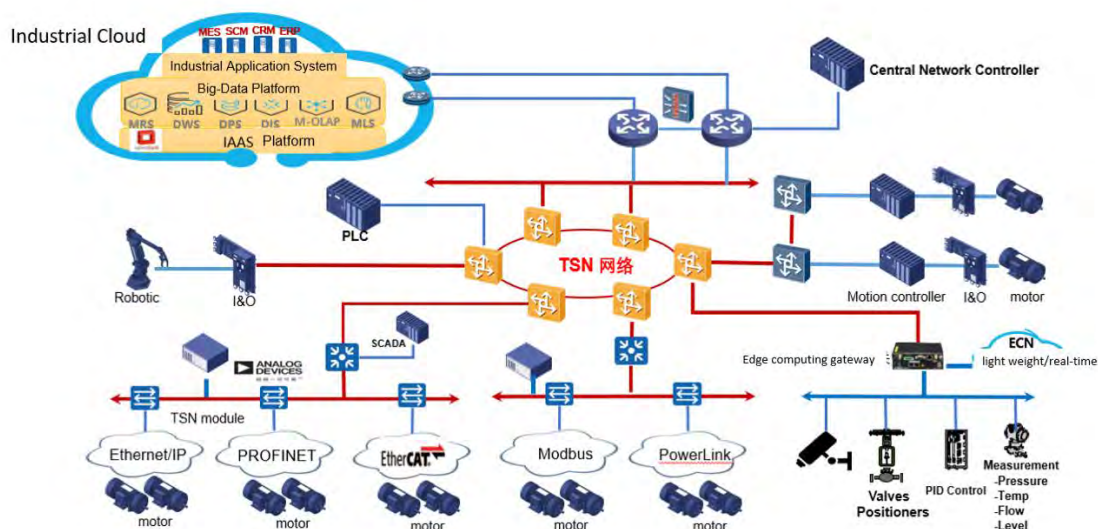 Industrial Cloud
MES SCM CRM ERP
Industrial Application System
Big-Data Platform
MRS DWS DPS DIS M-OLAP MLS
IAAS Platform
Central Network Controller
PLC
TSN 网络
Robotic
I&O
Motion controller
I&O
motor
SCADA
ANALOG
DEVICES
Edge computing gateway
ECN
light weight/real-time
TSN module
Ethernet/IP
PROFINET
EtherCAT
Modbus
PowerLink
motor
motor
motor
motor
motor
Valves
Positioners
PID Control
Measurement
-Pressure
-Temp
-Flow
-Level